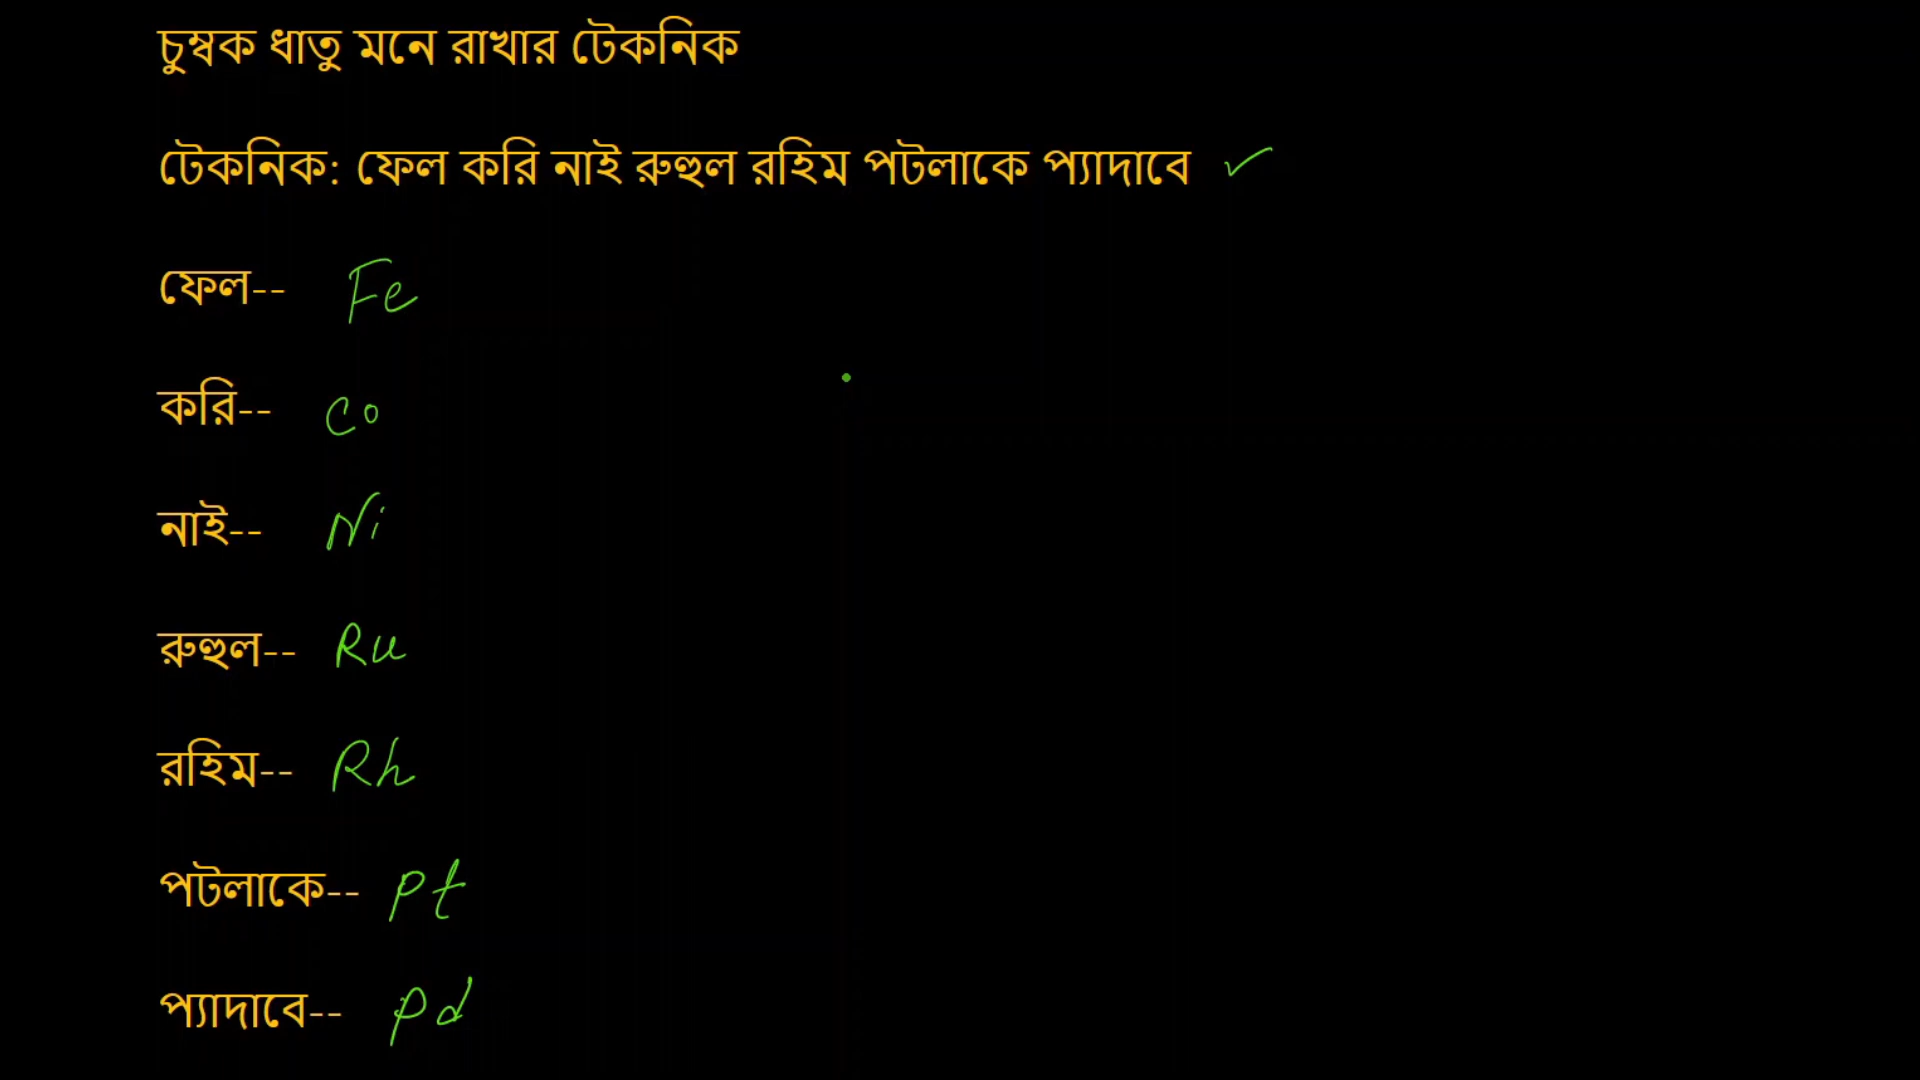 চুম্বক ধাতু মনে রাখার টেকনিক
টেকনিক: ফেল করি নাই রুহুল রহিম পটলাকে প্যাদাবে ✓
ফেল-- Fe
করি-- Co
নাই-- Ni
রুহুল-- Ru
রহিম-- Rh
পটলাকে-- Pt
প্যাদাবে-- Pd